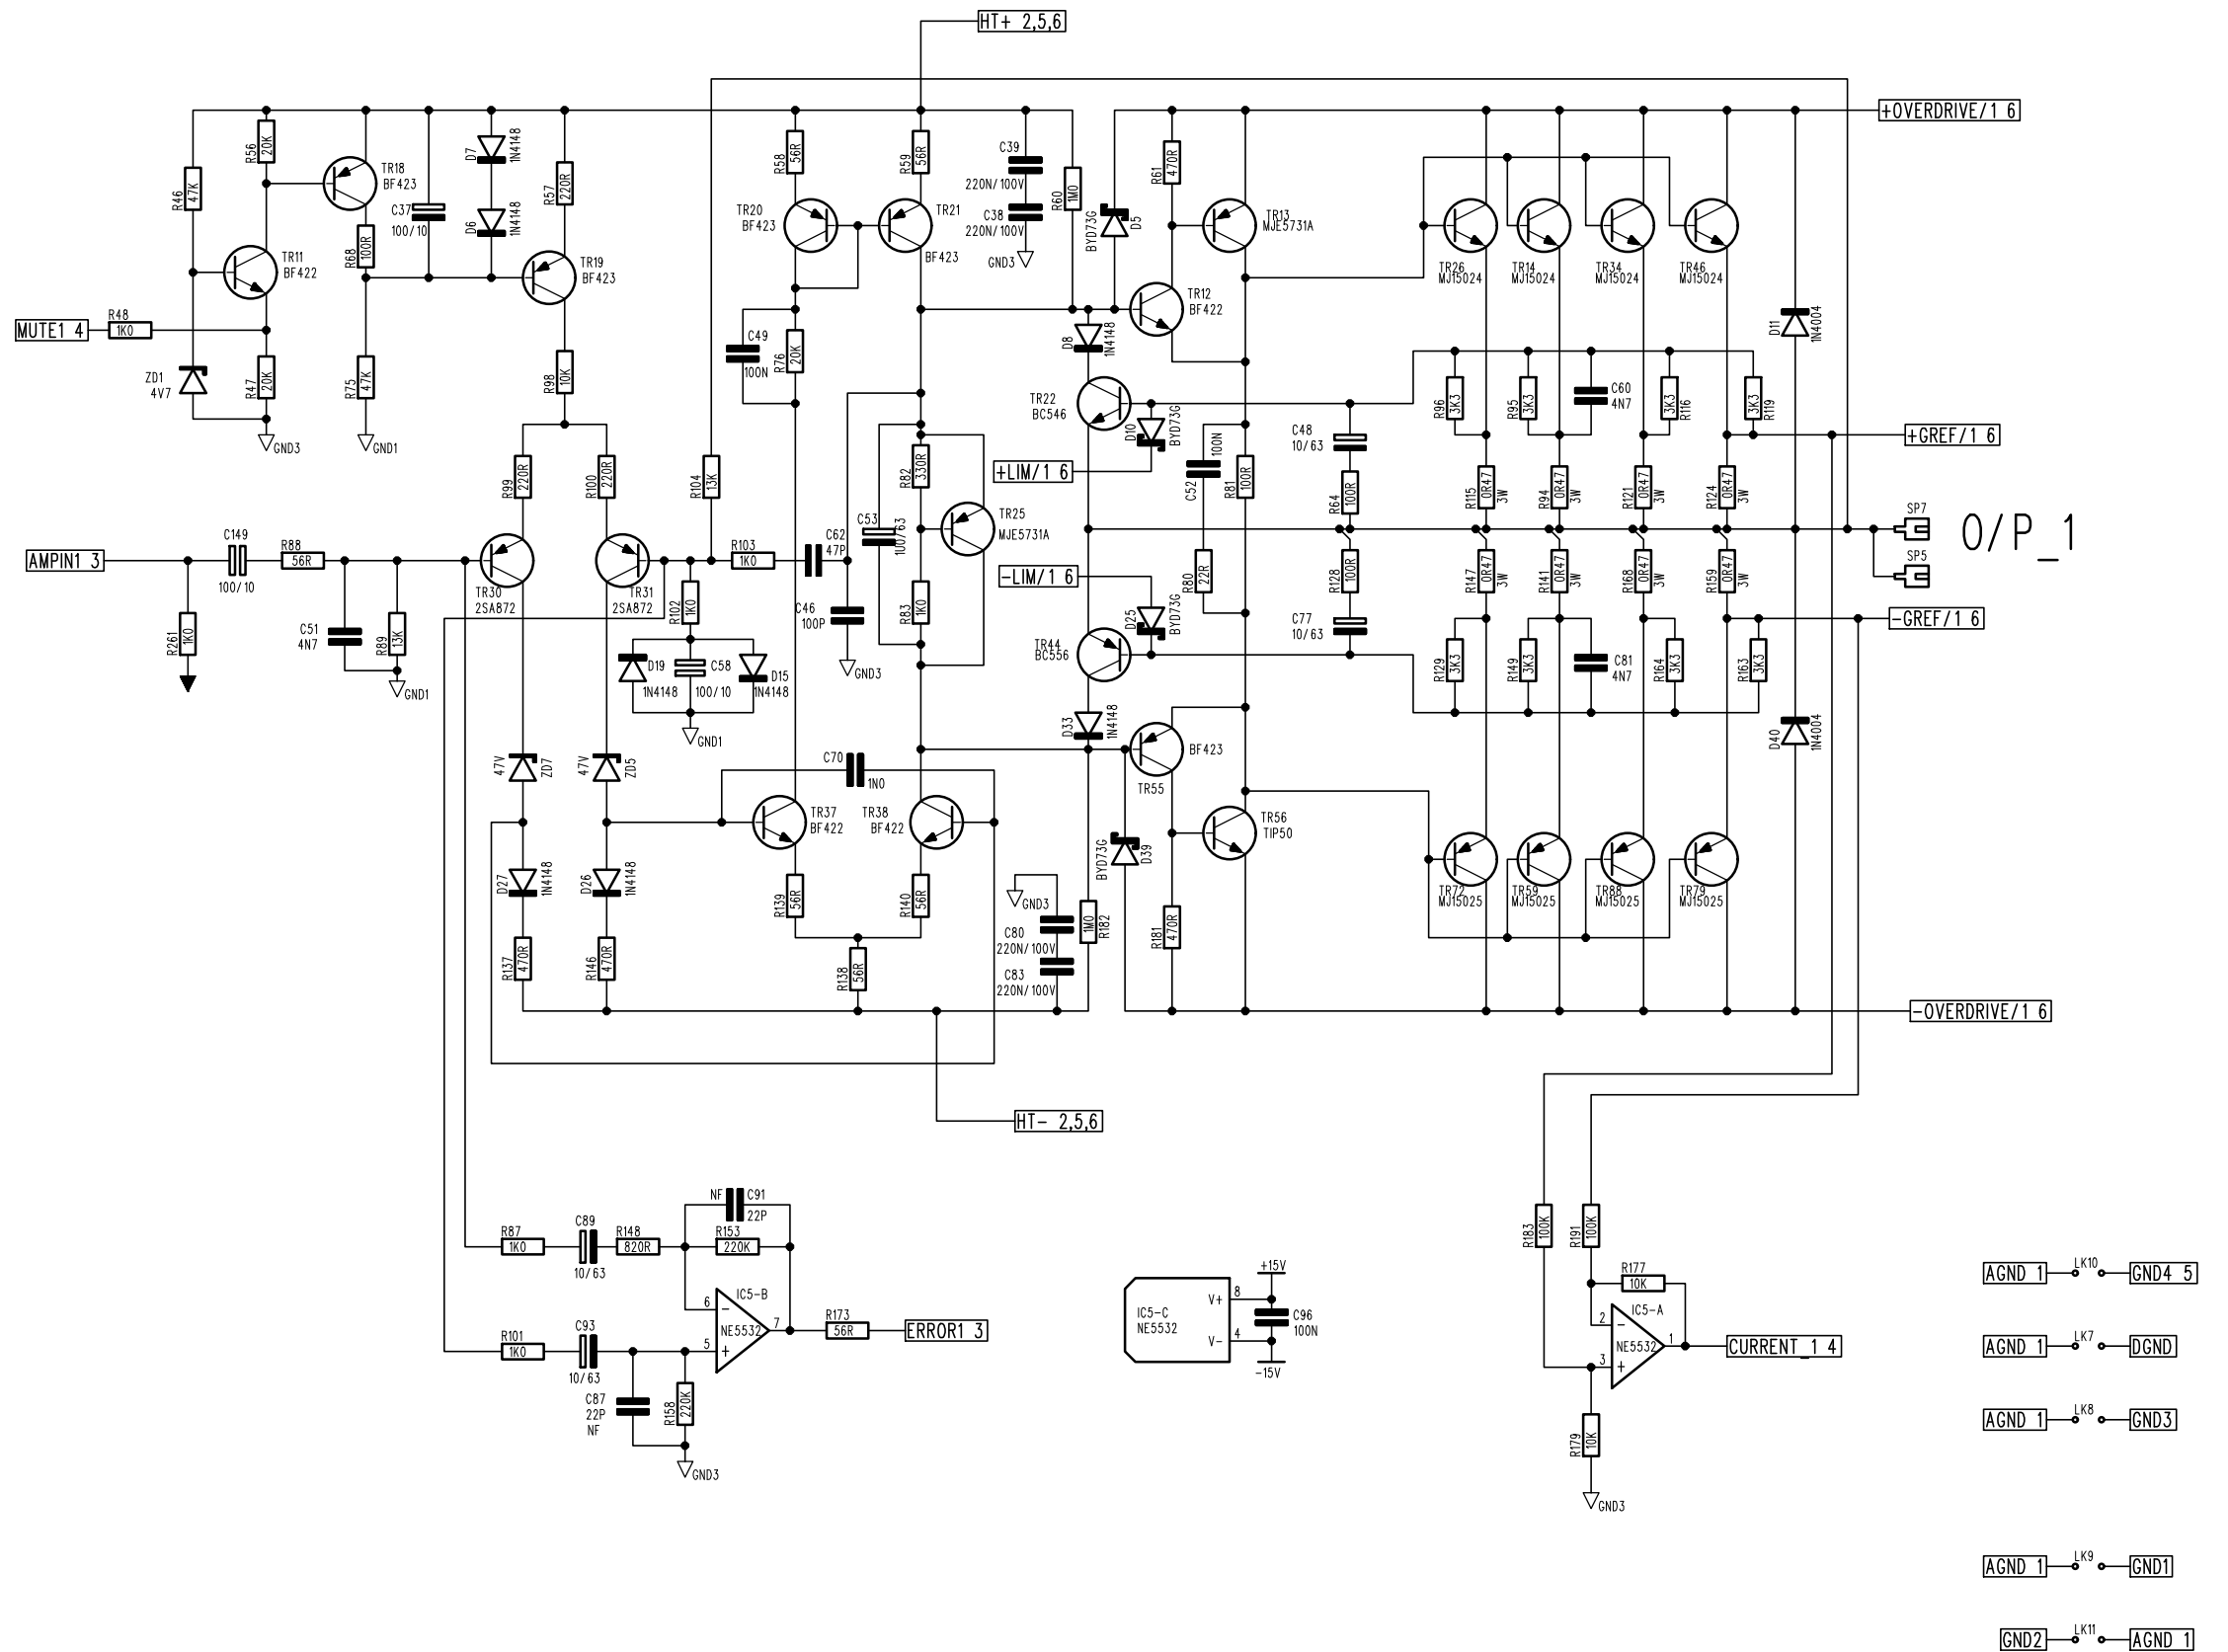 HT+ 2,5,6
+OVERDRIVE/1 6
R56 20K
TR18
BF423
D7 1N4148
R57 220R
R58 56R
R59 56R
C39
220N/100V
R60 1M0
R61 470R
R46 47K
C37
100/10
R68 100R
D6 1N4148
TR20
BF423
TR21
BF423
C38
220N/100V
GND3
BYD73G D5
TR13
MJE5731A
TR26
MJ15024
TR14
MJ15024
TR34
MJ15024
TR46
MJ15024
TR11
BF422
TR19
BF423
TR12
BF422
MUTE1 4
R48
1K0
C49
100N
R76 20K
D8 1N4148
D11 1N4004
ZD1
4V7
R47 20K
R75 47K
R98 10K
TR22
BC546
D10 BYD73G
R96 3K3
R95 3K3
C60
4N7
3K3 R116
3K3 R119
GND3
GND1
C48
10/63
+GREF/1 6
R99 220R
R100 220R
R104 13K
R82 330R
+LIM/1 6
C52 100N
R81 100R
R64 100R
R115 0R47 3W
R94 0R47 3W
R121 0R47 3W
R124 0R47 3W
SP7
O/P_1
SP5
C149
100/10
R88
56R
AMPIN1 3
TR30
2SA872
TR31
2SA872
R103
1K0
C62
47P
C53
100/63
TR25
MJE5731A
-LIM/1 6
R80 22R
R128 100R
R147 0R47 3W
R141 0R47 3W
R168 0R47 3W
R159 0R47 3W
R261 1K0
C51
4N7
R89 13K
GND1
R102 1K0
C46
100P
R83 1K0
D25 BYD73G
C77
10/63
-GREF/1 6
D19
1N4148
C58
100/10
D15
1N4148
GND3
TR44
BC556
R129 3K3
R149 3K3
C81
4N7
R164 3K3
R163 3K3
GND1
D33 1N4148
D40 1N4004
47V ZD7
47V ZD5
C70
1N0
BF423
TR55
TR37
BF422
TR38
BF422
BYD73G D39
TR56
TIP50
D27 1N4148
D26 1N4148
R139 56R
R140 56R
GND3
TR72
MJ15025
TR59
MJ15025
TR88
MJ15025
TR79
MJ15025
C80
220N/100V
1M0 R182
R181 470R
R137 470R
R146 470R
R138 56R
C83
220N/100V
-OVERDRIVE/1 6
HT- 2,5,6
NF C91
22P
R87
1K0
C89
10/63
R148
820R
R153
220K
R183 100K
R191 100K
+15V
R177
10K
AGND 1 LK10 GND4 5
IC5-B
6 -
NE5532 7
5 +
R173
56R
ERROR1 3
IC5-C
NE5532
V+ 8
V- 4
C96
100N
-15V
IC5-A
2 -
NE5532 1
3 +
CURRENT_1 4
AGND 1 LK7 DGND
R101
1K0
C93
10/63
C87
22P
NF
R158 220K
GND3
R179 10K
GND3
AGND 1 LK8 GND3
AGND 1 LK9 GND1
GND2 LK11 AGND 1